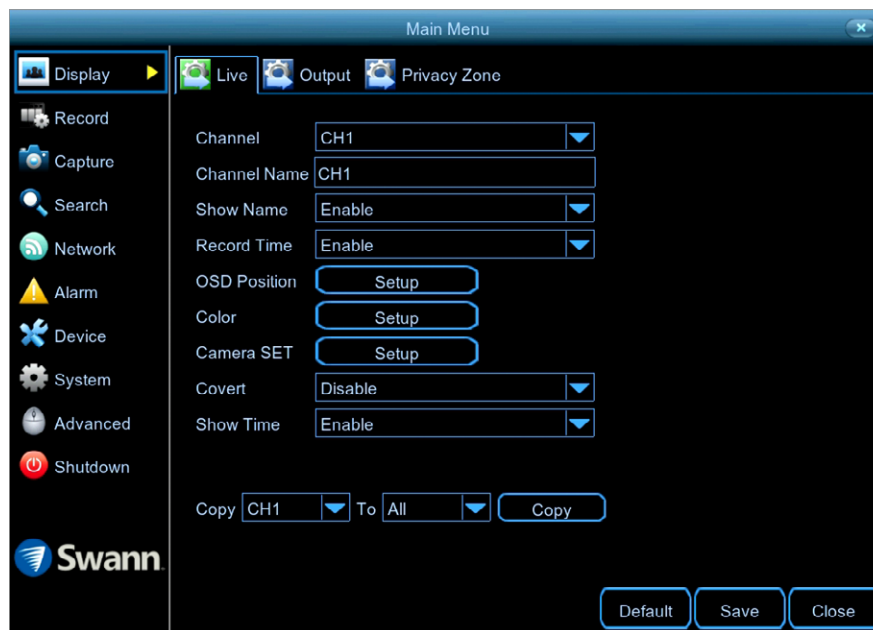 Main Menu
Display
Record
Capture
Search
Network
Alarm
Device
System
Advanced
Shutdown
Swann
Live Output Privacy Zone
Channel CH1
Channel Name CH1
Show Name Enable
Record Time Enable
OSD Position Setup
Color Setup
Camera SET Setup
Covert Disable
Show Time Enable
Copy CH1 To All Copy
Default Save Close